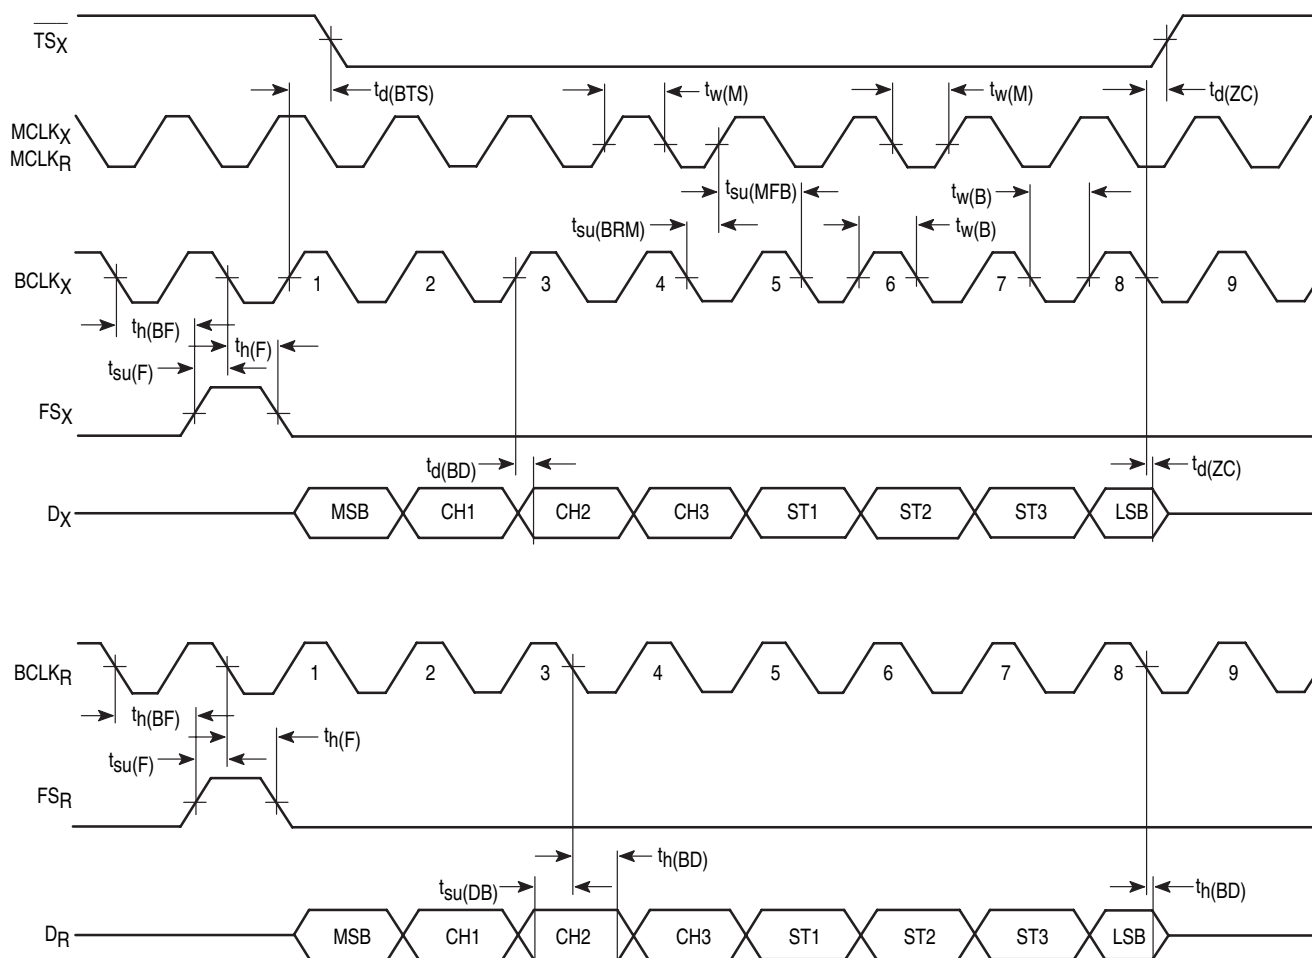 TSX
td(BTS)
tw(M)
tw(M)
td(ZC)
MCLKX
MCLKR
tsu(MFB)
tw(B)
tsu(BRM)
tw(B)
BCLKX
1 2 3 4 5 6 7 8 9
th(BF)
th(F)
tsu(F)
FSX
td(BD)
td(ZC)
DX
MSB CH1 CH2 CH3 ST1 ST2 ST3 LSB
BCLKR
1 2 3 4 5 6 7 8 9
th(BF)
th(F)
tsu(F)
FSR
th(BD)
tsu(DB)
th(BD)
DR
MSB CH1 CH2 CH3 ST1 ST2 ST3 LSB